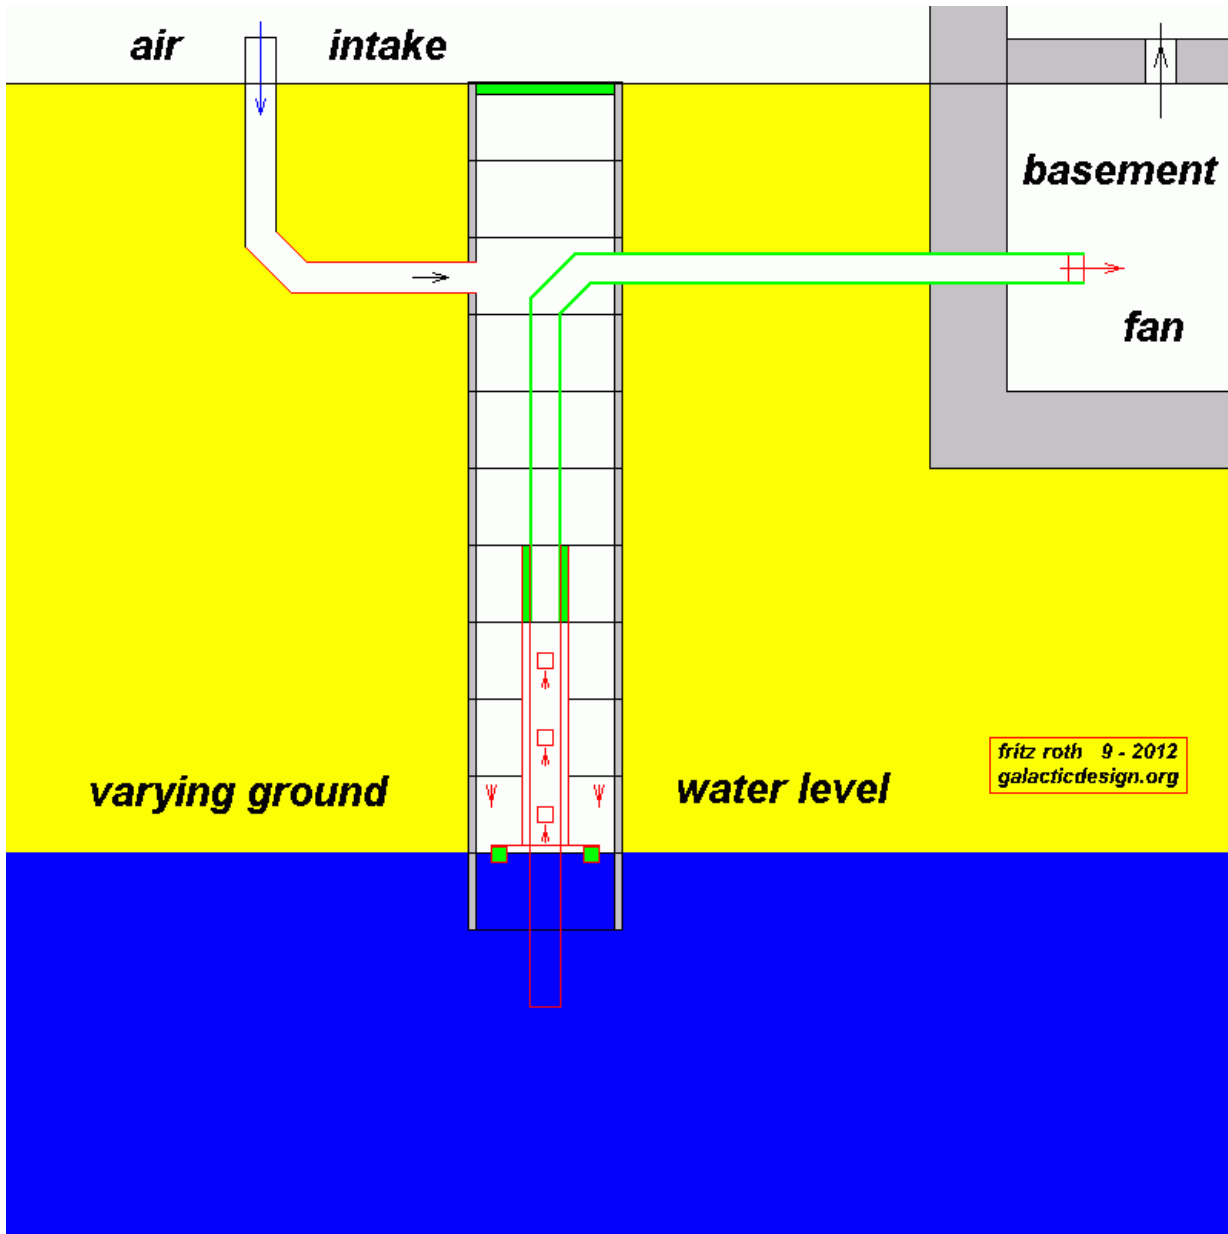 air intake
basement
fan
fritz roth 9 - 2012
galacticdesign.org
varying ground water level